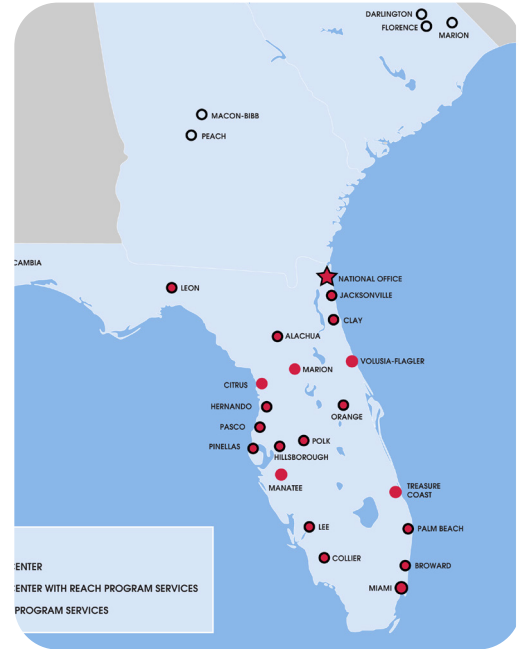 DARLINGTON
FLORENCE
MARION
MACON-BIBB
PEACH
CAMBIA
NATIONAL OFFICE
LEON
JACKSONVILLE
CLAY
ALACHUA
VOLUSIA-FLAGLER
MARION
CITRUS
HERNANDO
ORANGE
PASCO
POLK
PINELLAS
HILLSBOROUGH
MANATEE
TREASURE
COAST
LEE
PALM BEACH
COLLIER
BROWARD
MIAMI
ENTER
ENTER WITH REACH PROGRAM SERVICES
PROGRAM SERVICES